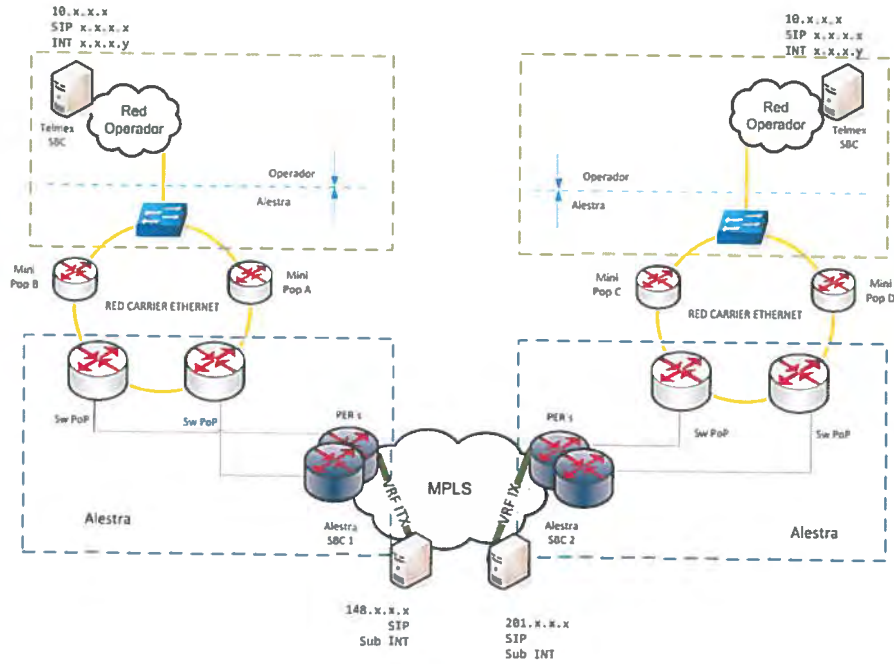 10.x.x.x
SIP x.x.x.x
INT x.x.x.y
Red
Operador
Telmex
SBC
Operador
Alestra
Mini
Pop B
Mini
Pop A
RED CARRIER ETHERNET
Sw PoP
Sw PoP
PER's
Alestra
Alestra
SBC 1
VRF ITX
MPLS
148.x.x.x
SIP
Sub INT
10.x.x.x
SIP x.x.x.x
INT x.x.x.y
Red
Operador
Telmex
SBC
Operador
Alestra
Mini
Pop C
Mini
Pop D
RED CARRIER ETHERNET
PER's
Sw PoP
Sw PoP
VRF IX
Alestra
SBC 2
Alestra
201.x.x.x
SIP
Sub INT